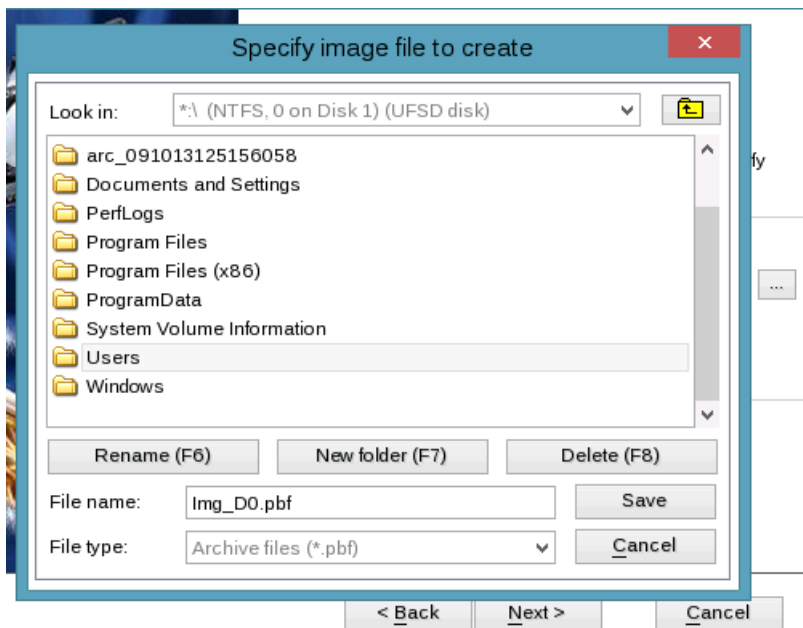 Specify image file to create
Look in: *:\ (NTFS, 0 on Disk 1) (UFSD disk)
arc_091013125156058
fy
Documents and Settings
PerfLogs
Program Files
Program Files (x86)
...
ProgramData
System Volume Information
Users
Windows
Rename (F6) New folder (F7) Delete (F8)
File name: Img_D0.pbf Save
File type: Archive files (*.pbf) Cancel
< Back Next > Cancel